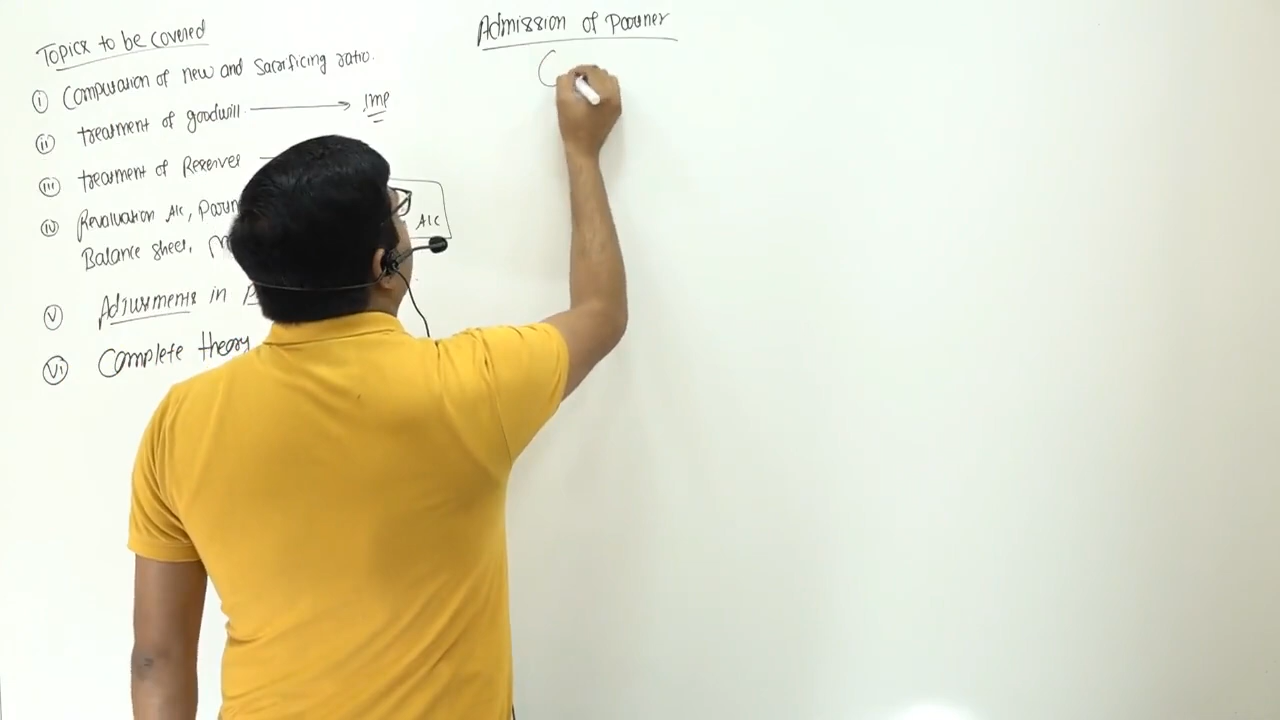 Topics to be covered
(i) Computation of new and Sacrificing ratio.
(ii) treatment of goodwill → Imp
(iii) treatment of Reserves
(iv) Revaluation A/c,
A/c
Balance sheet,
(v) Adjustments in
(vi) Complete theory
Admission of Partner
(